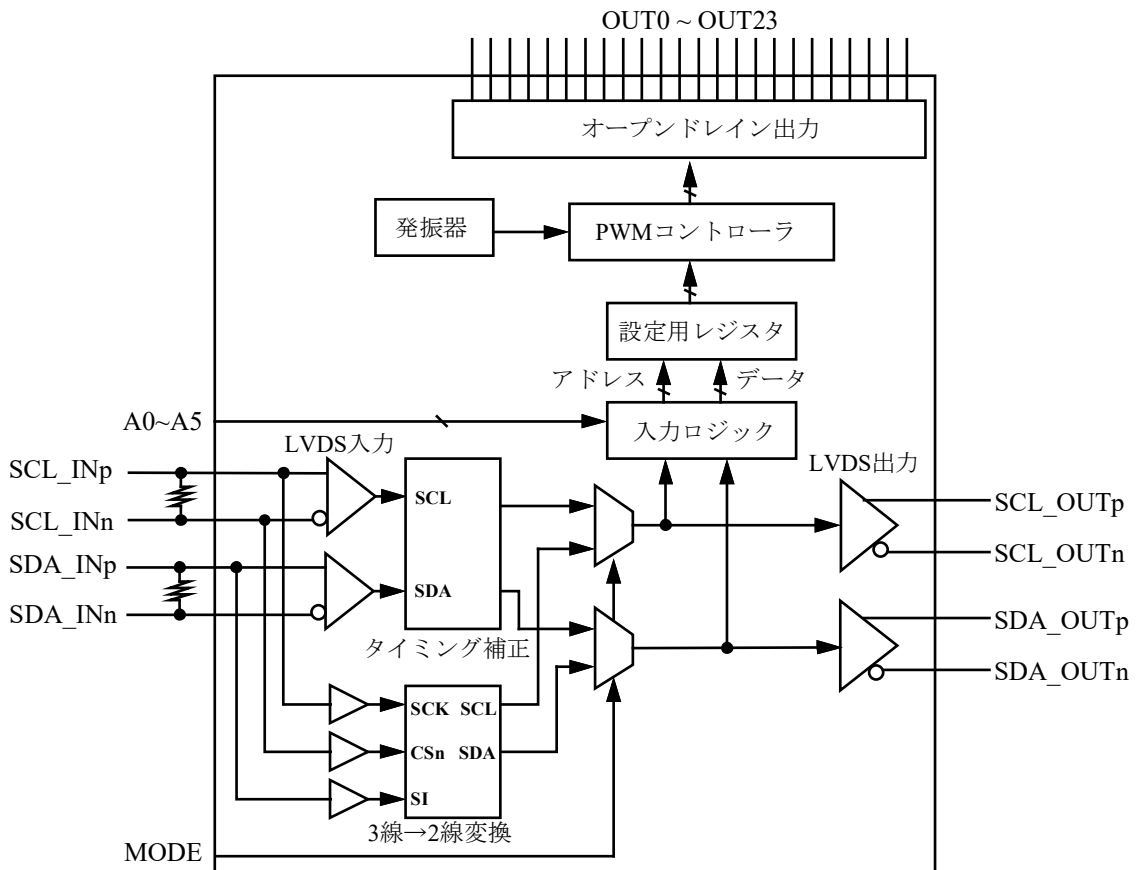 OUT0 ~ OUT23
オープンドレイン出力
発振器
PWMコントローラ
設定用レジスタ
アドレス
データ
A0~A5
入力ロジック
LVDS入力
LVDS出力
SCL_INp
SCL_INn
SDA_INp
SDA_INn
SCL
SDA
タイミング補正
SCL_OUTp
SCL_OUTn
SDA_OUTp
SDA_OUTn
SCK SCL
CSn SDA
SI
3線→2線変換
MODE